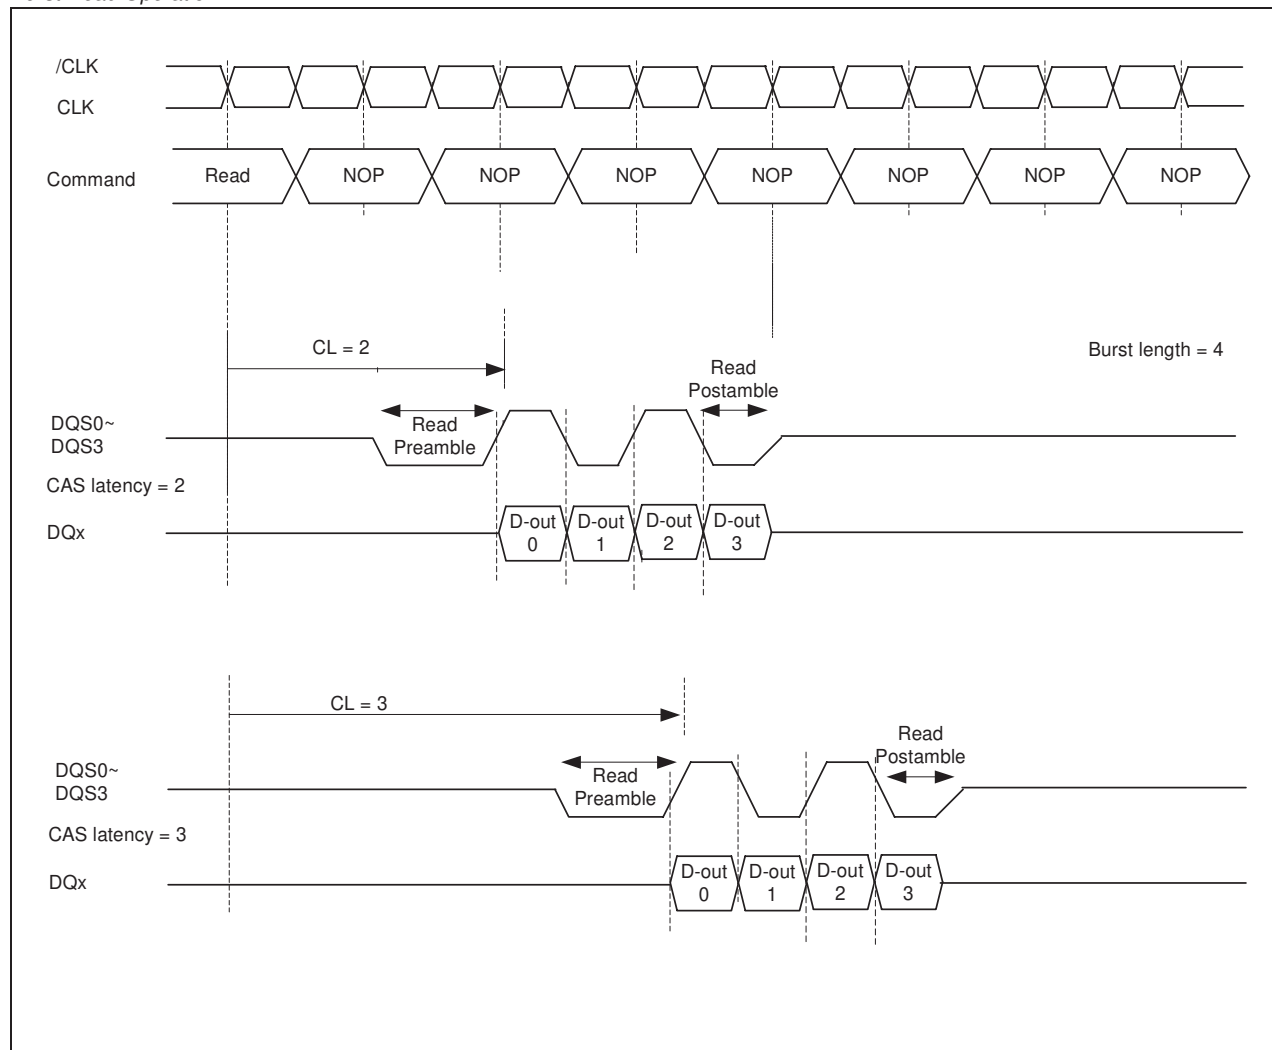 /CLK
CLK
Command
Read NOP NOP NOP NOP NOP NOP NOP
CL = 2
Burst length = 4
Read
Postamble
DQS0~
DQS3
Read
Preamble
CAS latency = 2
DQx
D-out D-out D-out D-out
0 1 2 3
CL = 3
Read
Postamble
DQS0~
DQS3
Read
Preamble
CAS latency = 3
DQx
D-out D-out D-out D-out
0 1 2 3